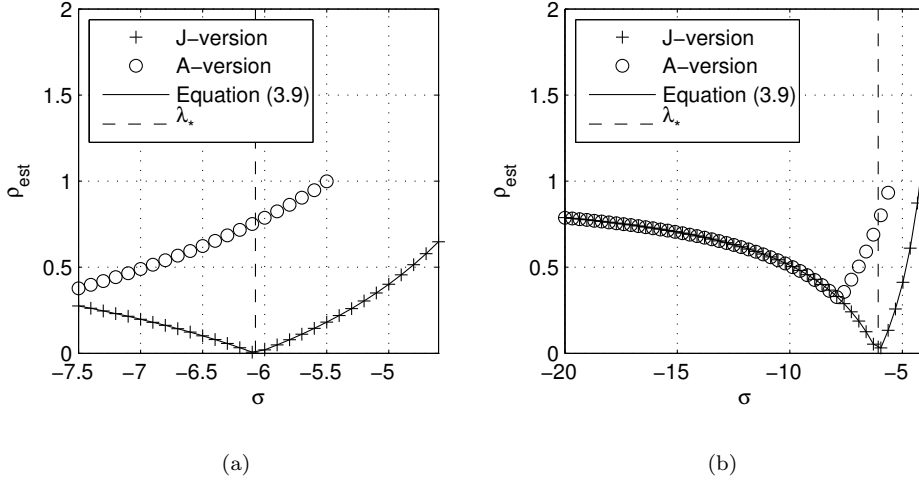 2
1.5
1
0.5
0
ρest
J−version
A−version
Equation (3.9)
λ*
−7.5 −7 −6.5 −6 −5.5 −5
σ
(a)
2
1.5
1
0.5
0
ρest
J−version
A−version
Equation (3.9)
λ*
−20 −15 −10 −5
σ
(b)